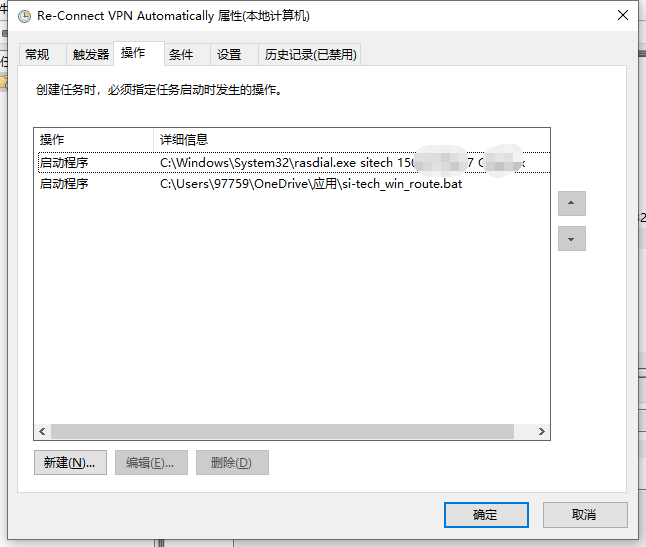 Re-Connect VPN Automatically 属性(本地计算机)
常规 触发器 操作 条件 设置 历史记录(已禁用)
创建任务时，必须指定任务启动时发生的操作。
操作 详细信息
启动程序 C:\Windows\System32\rasdial.exe sitech
启动程序 C:\Users\97759\OneDrive\应用\si-tech_win_route.bat
新建(N)... 编辑(E)... 删除(D)
确定 取消